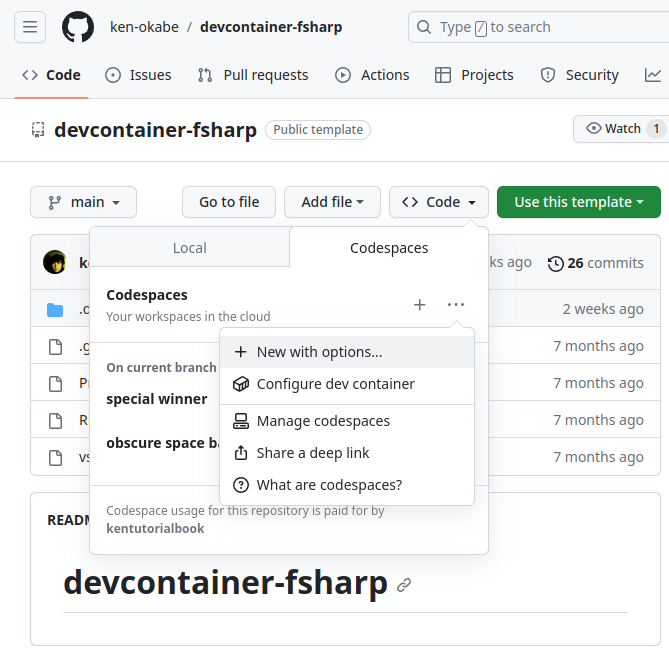 ken-okabe / devcontainer-fsharp
Type / to search
Code Issues Pull requests Actions Projects Security
devcontainer-fsharp Public template
Watch 1
main Go to file Add file Code Use this template
Local Codespaces
ks ago 26 commits
Codespaces
Your workspaces in the cloud
2 weeks ago
New with options...
7 months ago
On current branch
Configure dev container
7 months ago
special winner
Manage codespaces
7 months ago
obscure space ba
Share a deep link
7 months ago
What are codespaces?
Codespace usage for this repository is paid for by
kentutorialbook
READM
devcontainer-fsharp